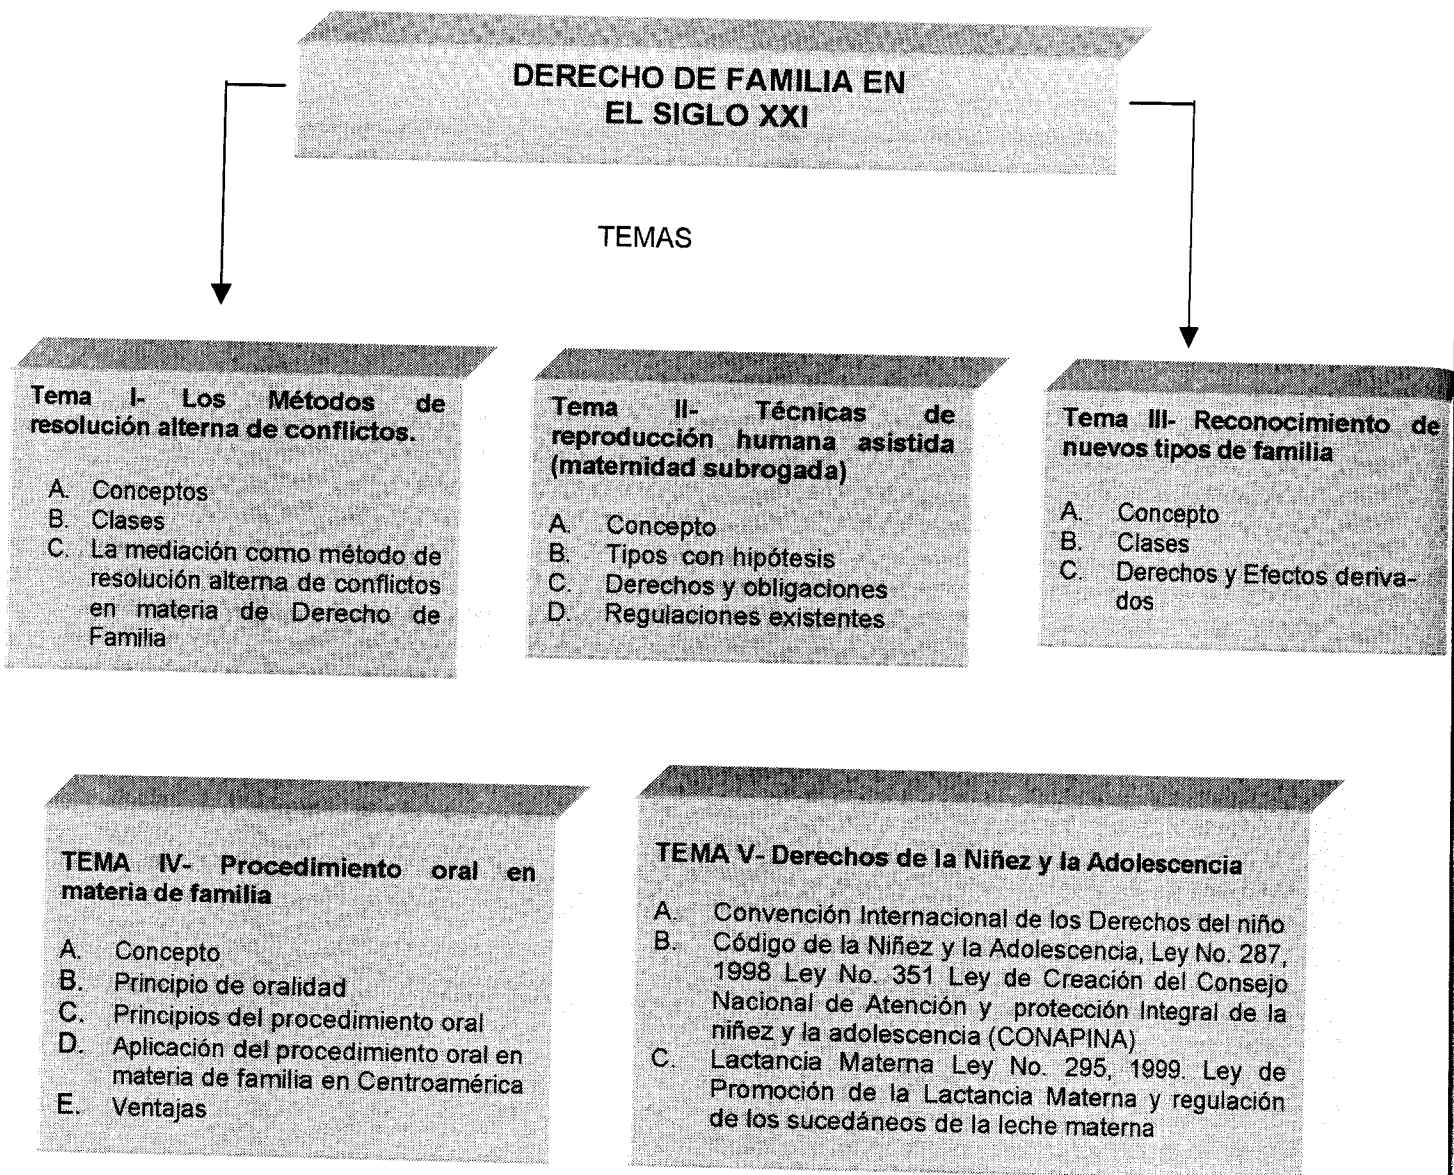 DERECHO DE FAMILIA EN
EL SIGLO XXI
TEMAS
Tema I- Los Métodos de
resolución alterna de conflictos.
A. Conceptos
B. Clases
C. La mediación como método de
resolución alterna de conflictos
en materia de Derecho de
Familia
Tema II- Técnicas de
reproducción humana asistida
(maternidad subrogada)
A. Concepto
B. Tipos con hipótesis
C. Derechos y obligaciones
D. Regulaciones existentes
Tema III- Reconocimiento de
nuevos tipos de familia
A. Concepto
B. Clases
C. Derechos y Efectos deriva-
dos
TEMA IV- Procedimiento oral en
materia de familia
A. Concepto
B. Principio de oralidad
C. Principios del procedimiento oral
D. Aplicación del procedimiento oral en
materia de familia en Centroamérica
E. Ventajas
TEMA V- Derechos de la Niñez y la Adolescencia
A. Convención Internacional de los Derechos del niño
B. Código de la Niñez y la Adolescencia, Ley No. 287,
1998 Ley No. 351 Ley de Creación del Consejo
Nacional de Atención y protección Integral de la
niñez y la adolescencia (CONAPINA)
C. Lactancia Materna Ley No. 295, 1999. Ley de
Promoción de la Lactancia Materna y regulación
de los sucedáneos de la leche materna